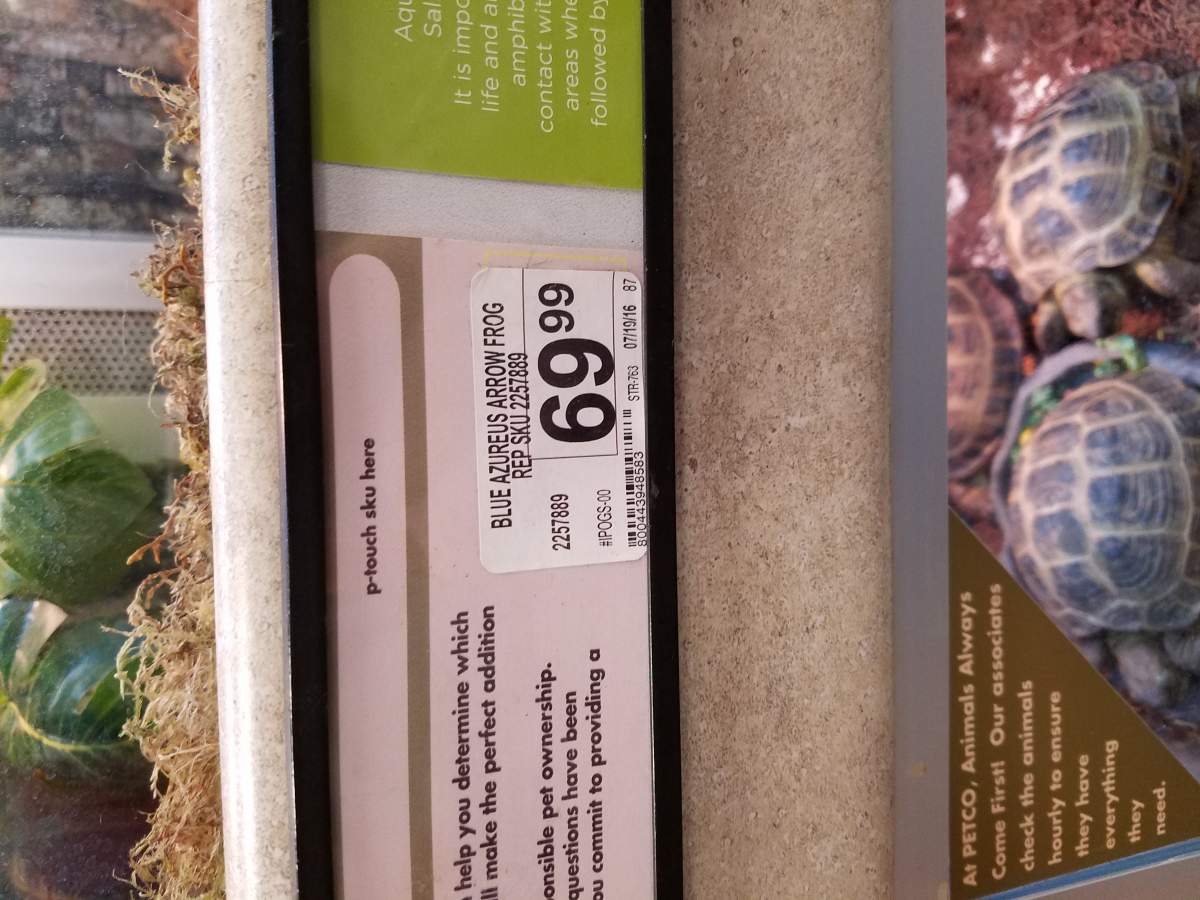 Aqu
Sal
It is impo
life and a
amphib
contact wit
areas whe
followed by
p-touch sku here
BLUE AZUREUS ARROW FROG
REP SKU 2257889
2257889
69 99
#IPOGS-00
800443948583
STR-763 07/19/16 87
help you determine which
ll make the perfect addition
onsible pet ownership.
questions have been
ou commit to providing a
At PETCO, Animals Always
Come First! Our associates
check the animals
hourly to ensure
they have
everything
they
need.